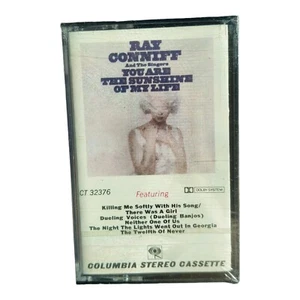 RAY
CONNIFF
And The Singers
YOU ARE
THE SUNSHINE
OF MY LIFE
CT 32376
Featuring
DOLBY SYSTEM
Killing Me Softly With His Song/
There Was A Girl
Dueling Voices (Dueling Banjos)
Neither One Of Us
The Night The Lights Went Out In Georgia
The Twelfth Of Never
COLUMBIA STEREO CASSETTE